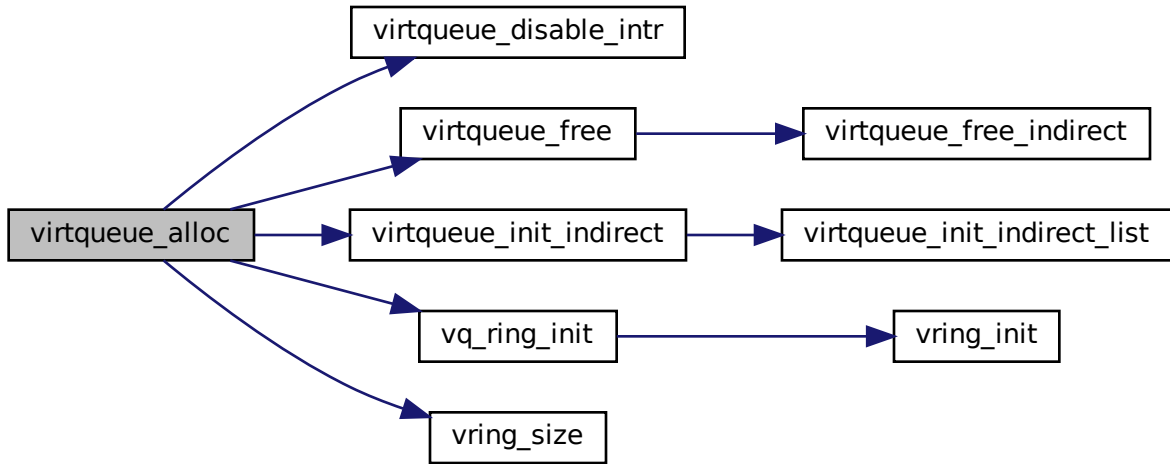 virtqueue_disable_intr
virtqueue_free
virtqueue_free_indirect
virtqueue_alloc
virtqueue_init_indirect
virtqueue_init_indirect_list
vq_ring_init
vring_init
vring_size